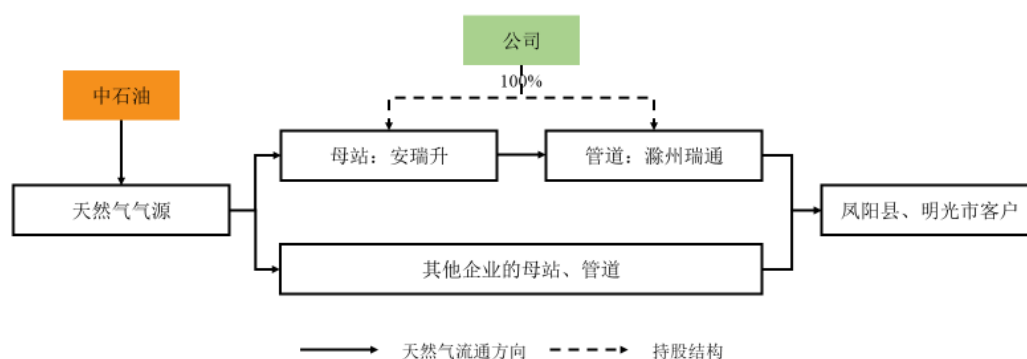 公司
100%
中石油
母站：安瑞升
管道：滁州瑞通
天然气气源
凤阳县、明光市客户
其他企业的母站、管道
天然气流通方向
持股结构